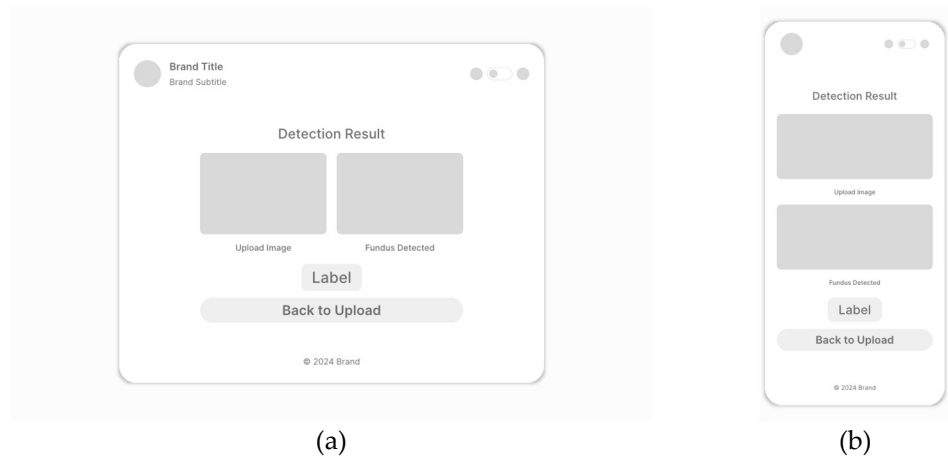 Brand Title
Brand Subtitle
Detection Result
Upload Image Fundus Detected
Label
Back to Upload
© 2024 Brand
(a)
Detection Result
Upload Image
Fundus Detected
Label
Back to Upload
© 2024 Brand
(b)